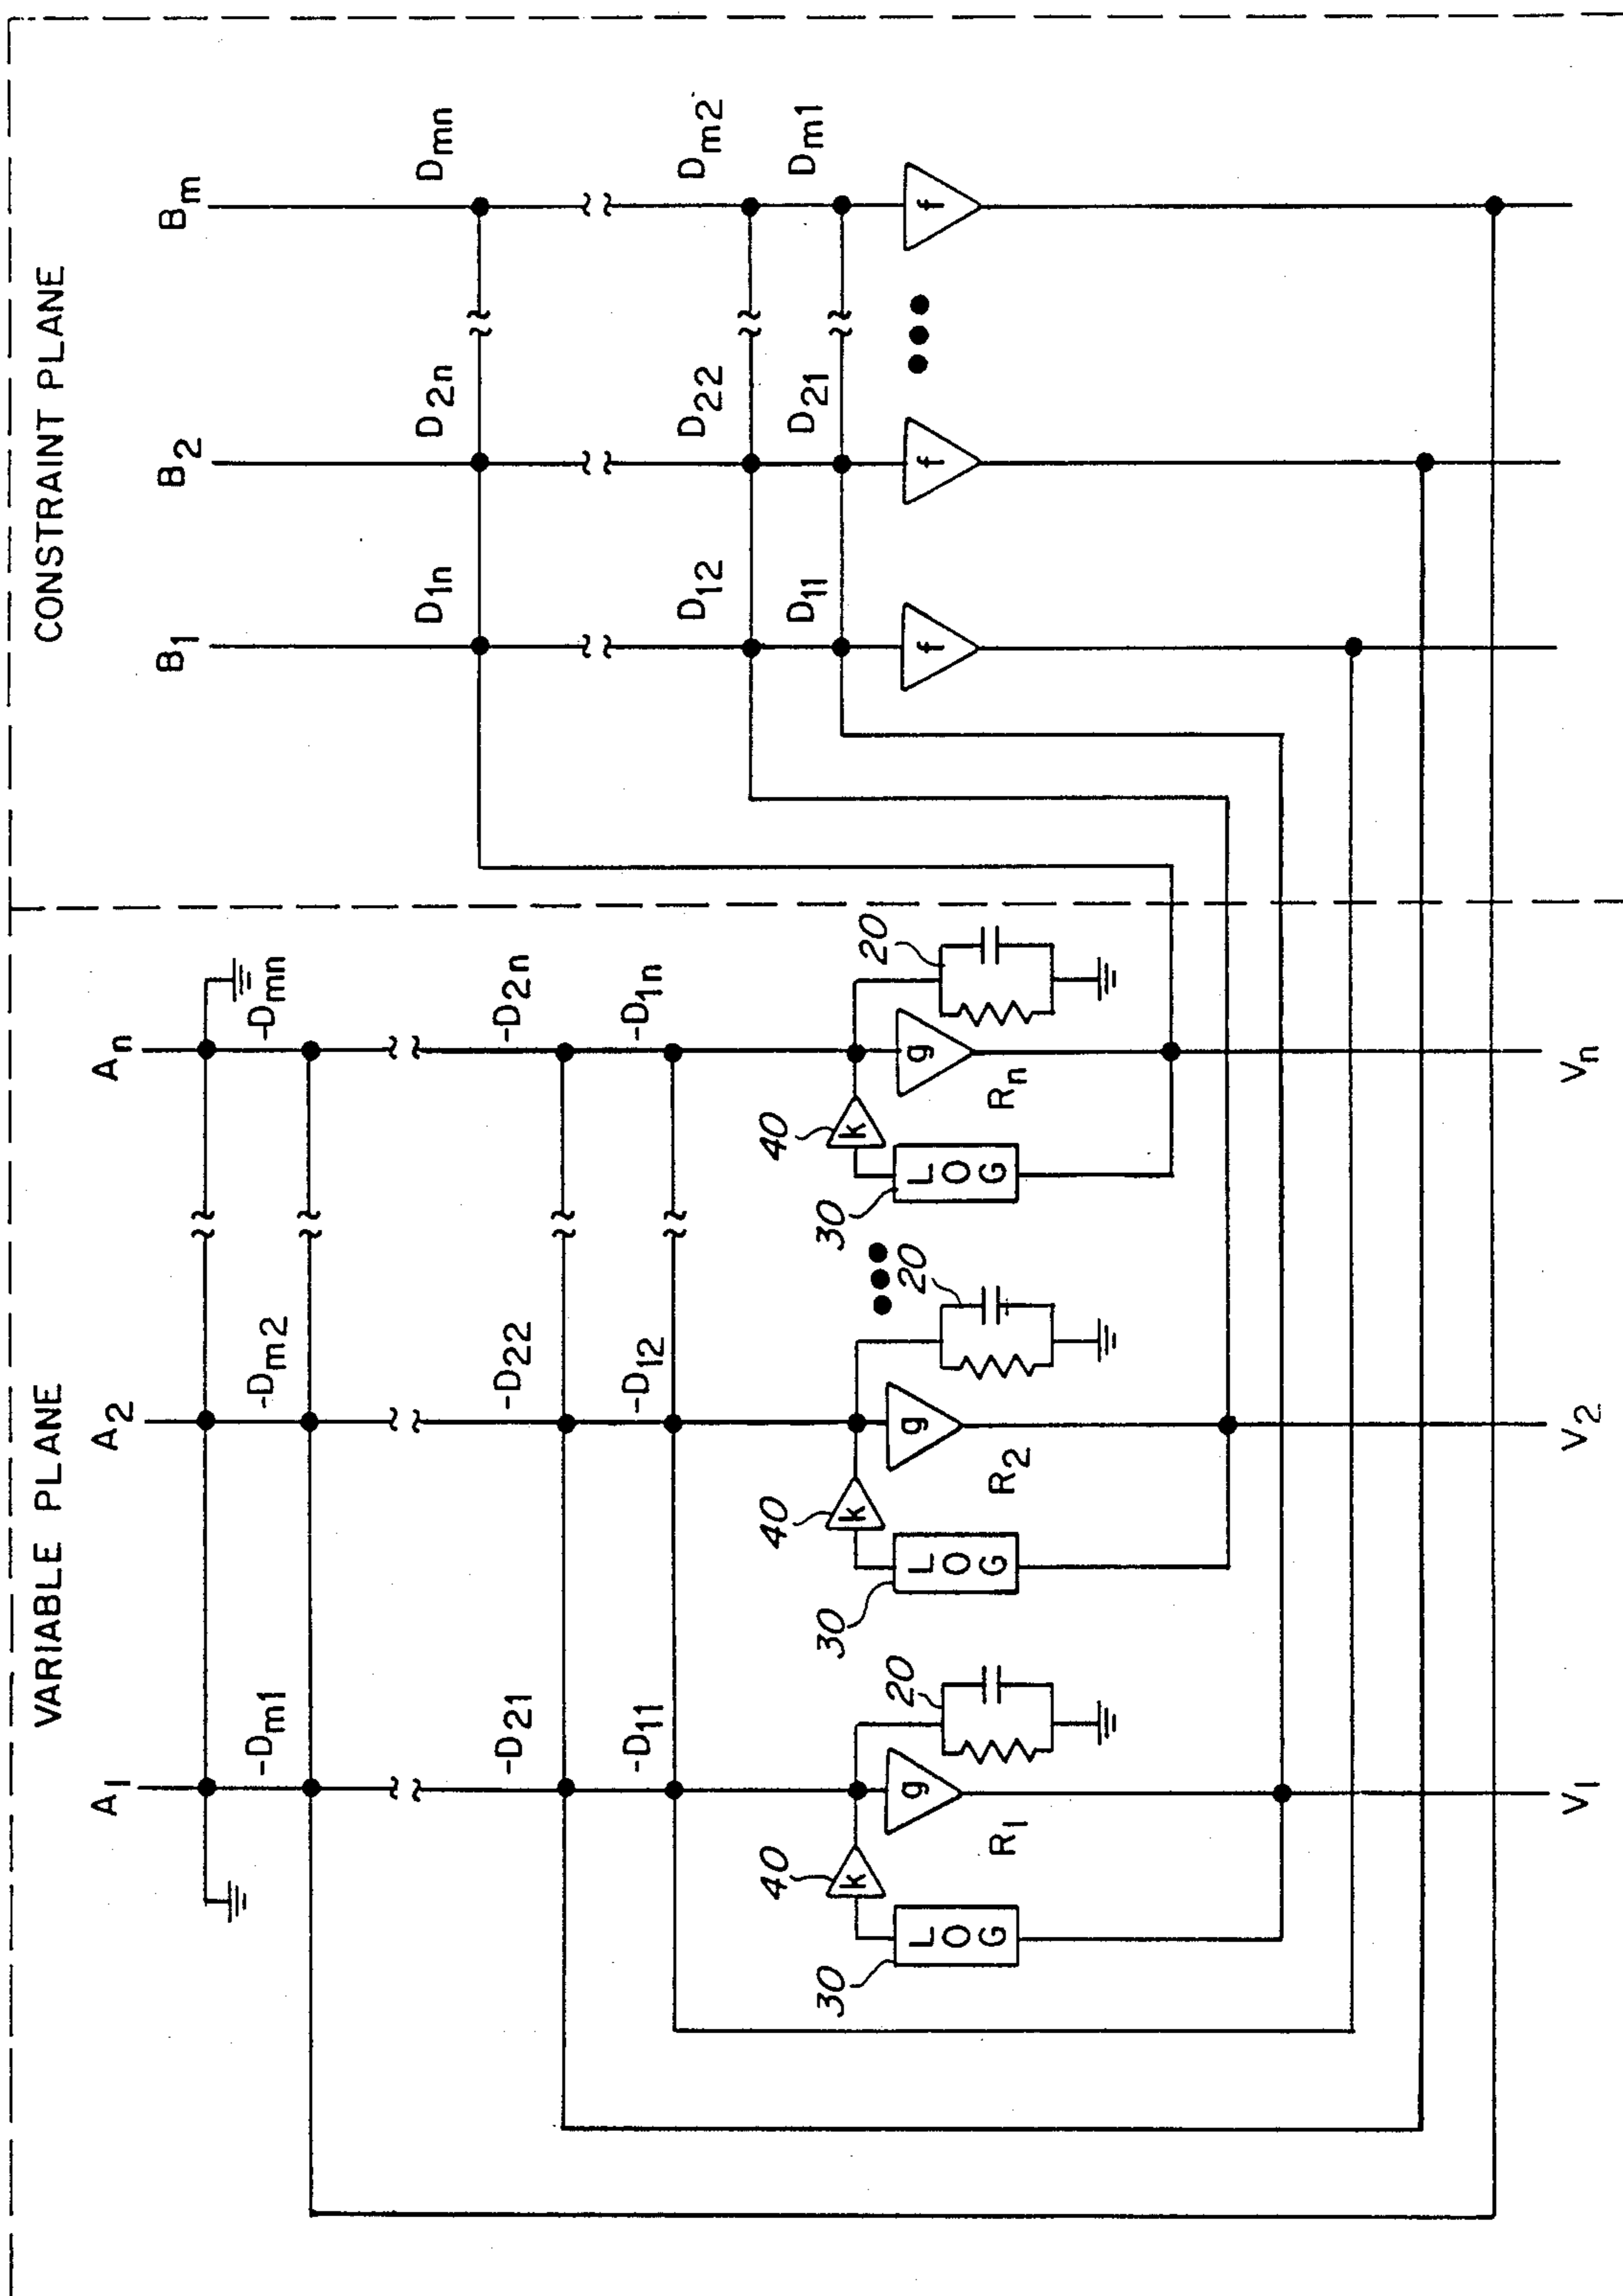 VARIABLE PLANE
CONSTRAINT PLANE
A1 A2 An
B1 B2 Bm
-Dm1 -Dm2 -Dmn
D1n D2n Dmn
-D21 -D22 -D2n
D12 D22 Dm2
-D11 -D12 -D1n
D11 D21 Dm1
40 40 40
k k k
30 LOG 30 LOG 30 LOG
20 20 20
g g g
f f f
R1 R2 Rn
V1 V2 Vn